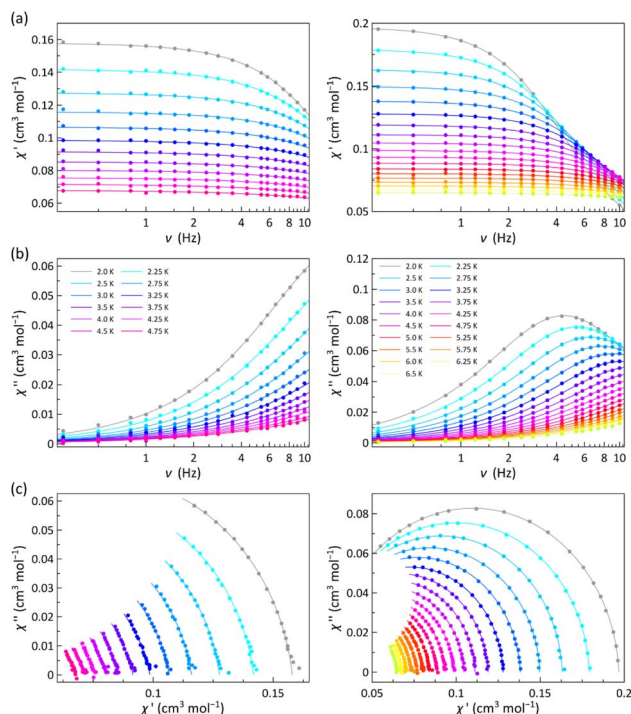 (a)
0.16
0.14
0.12
0.1
0.08
0.06
χ' (cm³ mol⁻¹)
1 2 4 6 8 10
ν (Hz)
0.2
0.15
0.1
0.05
χ' (cm³ mol⁻¹)
1 2 4 6 8 10
ν (Hz)
(b)
0.06
0.05
0.04
0.03
0.02
0.01
0
χ'' (cm³ mol⁻¹)
2.0 K 2.25 K
2.5 K 2.75 K
3.0 K 3.25 K
3.5 K 3.75 K
4.0 K 4.25 K
4.5 K 4.75 K
1 2 4 6 8 10
ν (Hz)
0.12
0.1
0.08
0.06
0.04
0.02
0
χ'' (cm³ mol⁻¹)
2.0 K 2.25 K
2.5 K 2.75 K
3.0 K 3.25 K
3.5 K 3.75 K
4.0 K 4.25 K
4.5 K 4.75 K
5.0 K 5.25 K
5.5 K 5.75 K
6.0 K 6.25 K
6.5 K
1 2 4 6 8 10
ν (Hz)
(c)
0.06
0.05
0.04
0.03
0.02
0.01
0
χ'' (cm³ mol⁻¹)
0.1 0.15
χ' (cm³ mol⁻¹)
0.08
0.06
0.04
0.02
0
χ'' (cm³ mol⁻¹)
0.05 0.1 0.15 0.2
χ' (cm³ mol⁻¹)